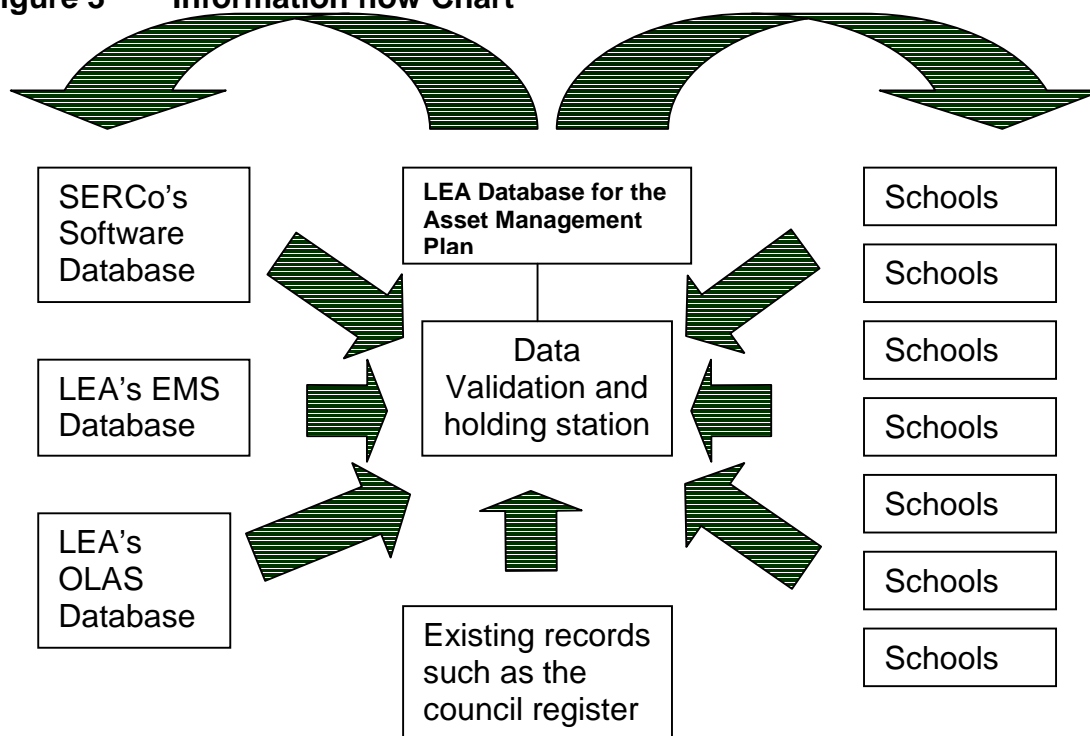 igure 3 Information flow Chart
SERCo's
Software
Database
LEA Database for the
Asset Management
Plan
Schools
Schools
LEA's EMS
Database
Data
Validation and
holding station
Schools
Schools
LEA's
OLAS
Database
Existing records
such as the
council register
Schools
Schools
Schools